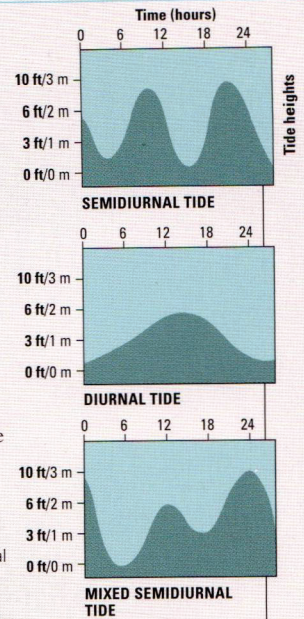 Time (hours)
0 6 12 18 24
10 ft/3 m
6 ft/2 m
3 ft/1 m
0 ft/0 m
Tide heights
SEMIDIURNAL TIDE
0 6 12 18 24
10 ft/3 m
6 ft/2 m
3 ft/1 m
0 ft/0 m
DIURNAL TIDE
0 6 12 18 24
10 ft/3 m
6 ft/2 m
3 ft/1 m
0 ft/0 m
MIXED SEMIDIURNAL
TIDE